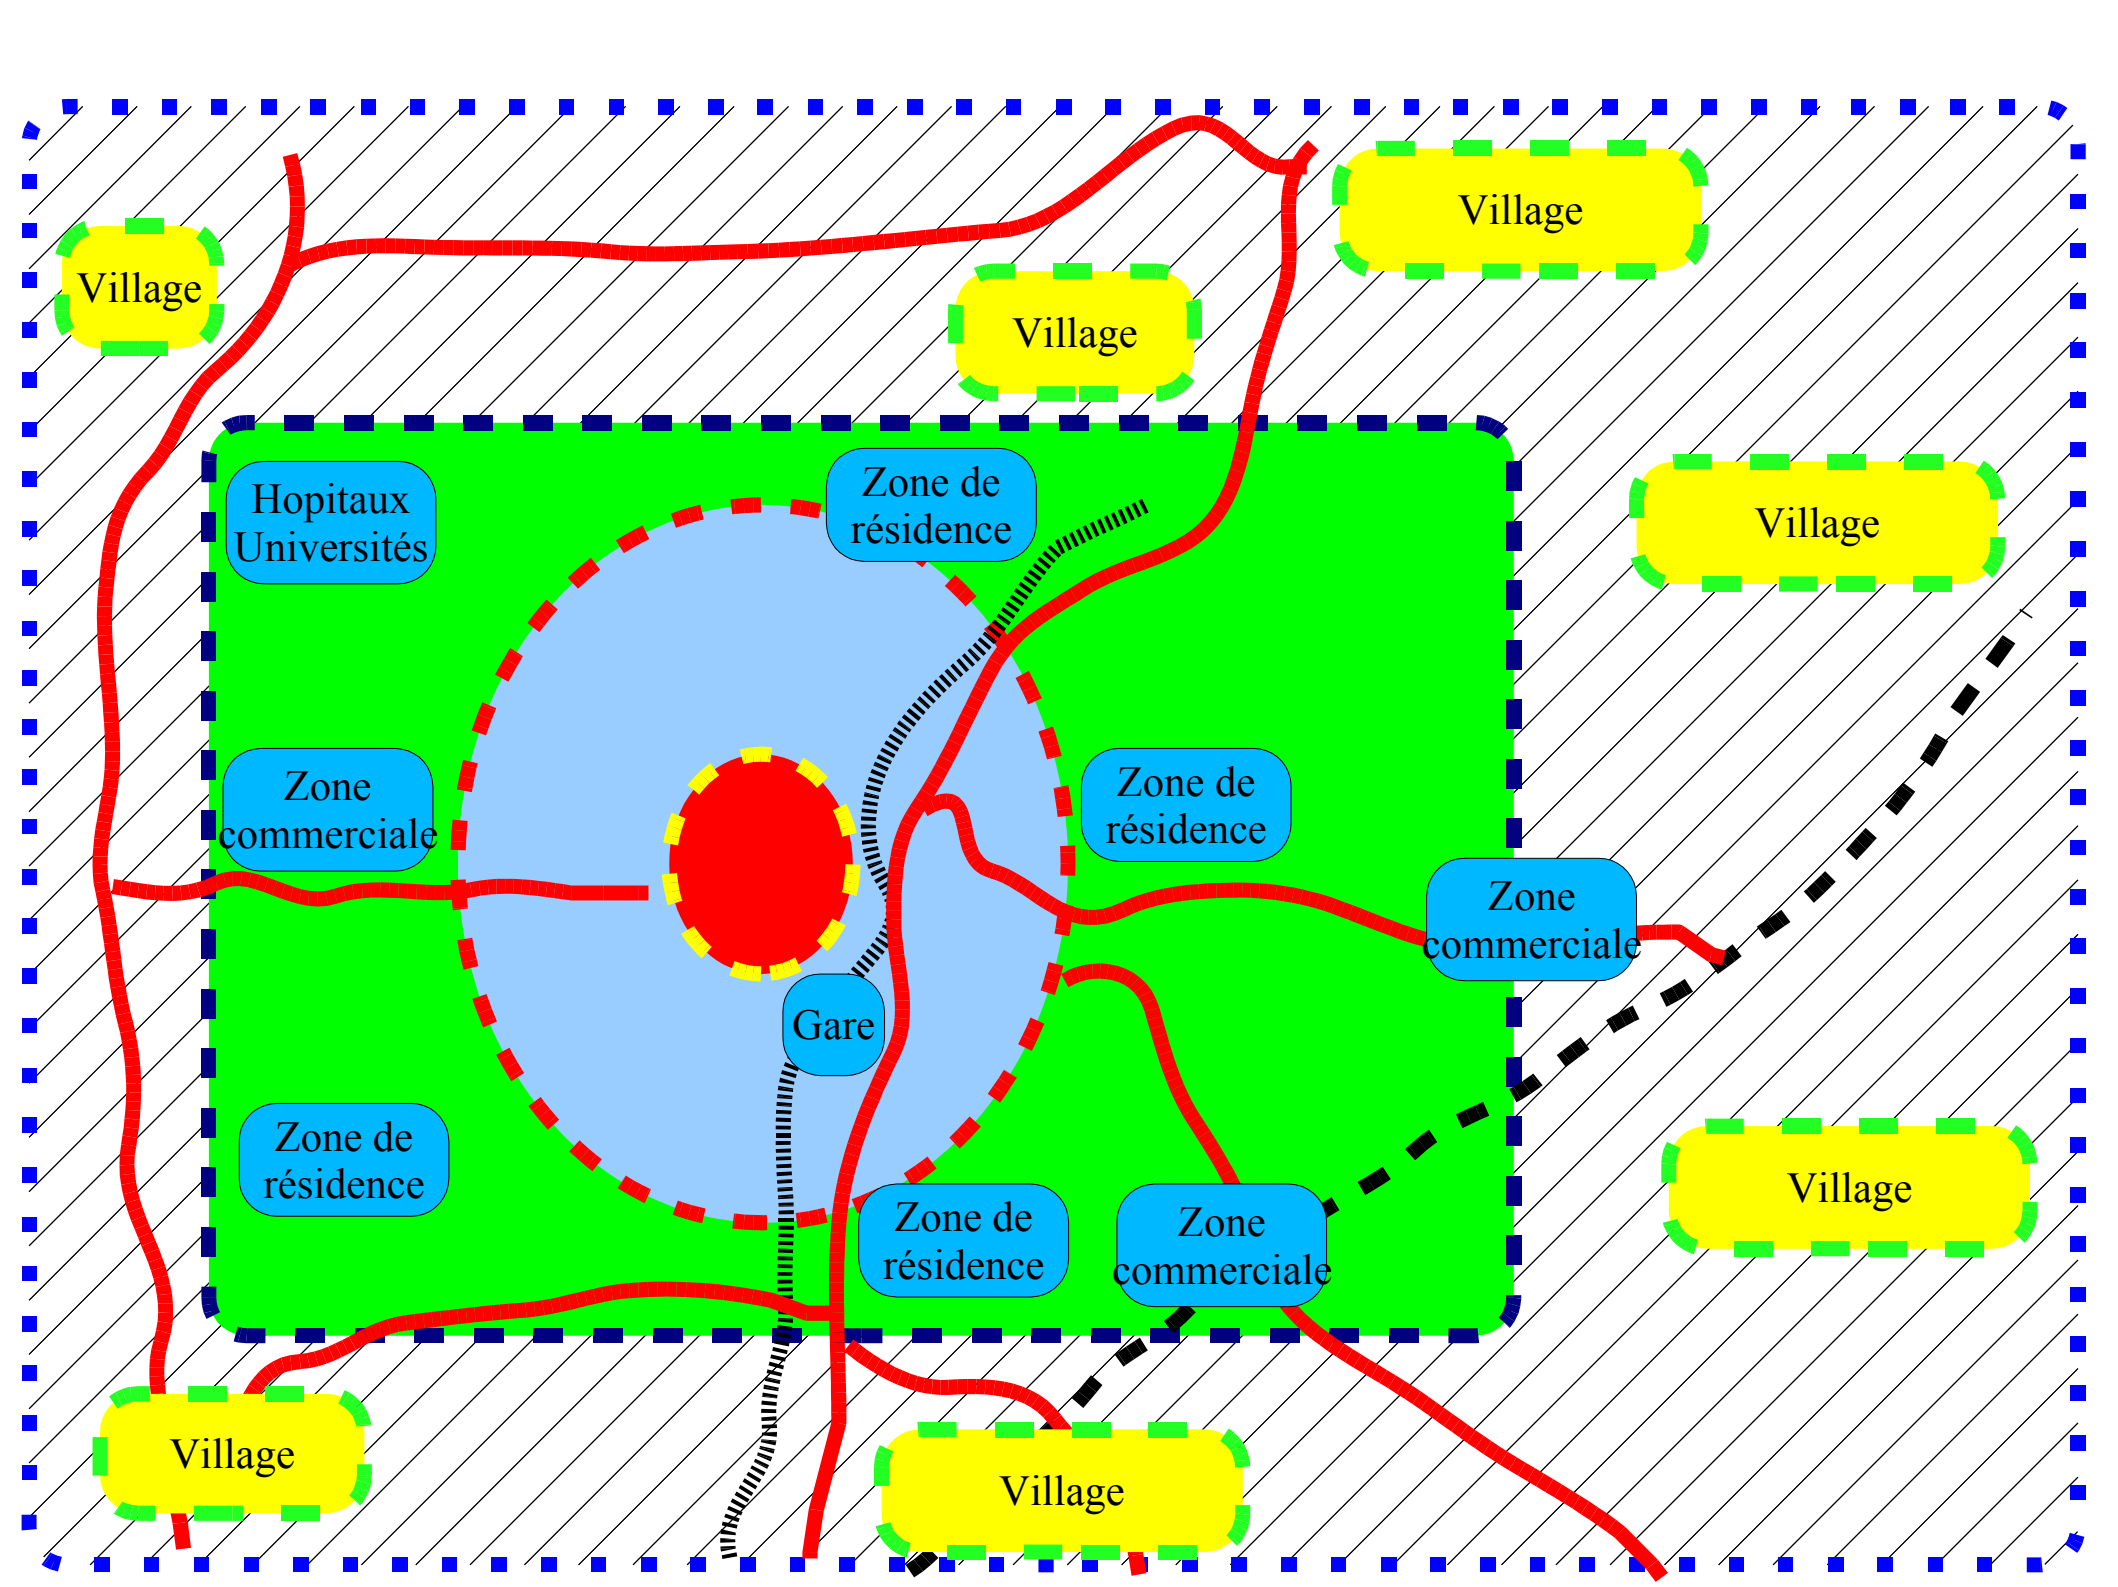 Village
Village
Village
Village
Hopitaux
Universités
Zone de
résidence
Zone
commerciale
Zone de
résidence
Zone
commerciale
Gare
Zone de
résidence
Zone de
résidence
Zone
commerciale
Village
Village
Village